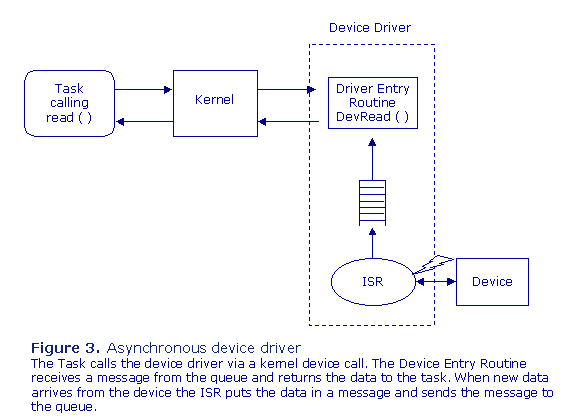 Device Driver
Task
calling
read ( )
Kernel
Driver Entry
Routine
DevRead ( )
ISR
Device
Figure 3. Asynchronous device driver
The Task calls the device driver via a kernel device call. The Device Entry Routine
receives a message from the queue and returns the data to the task. When new data
arrives from the device the ISR puts the data in a message and sends the message to
the queue.